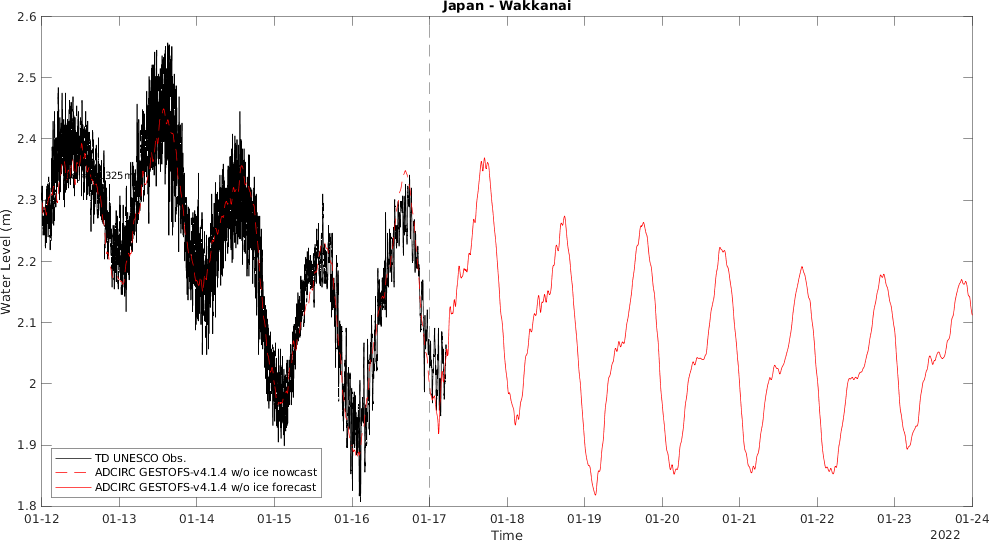 Japan - Wakkanai
Water Level (m)
2.6
2.5
2.4
2.3
2.2
2.1
2
1.9
1.8
325m
TD UNESCO Obs.
ADCIRC GESTOFS-v4.1.4 w/o ice nowcast
ADCIRC GESTOFS-v4.1.4 w/o ice forecast
01-12 01-13 01-14 01-15 01-16 01-17 01-18 01-19 01-20 01-21 01-22 01-23 01-24
Time
2022